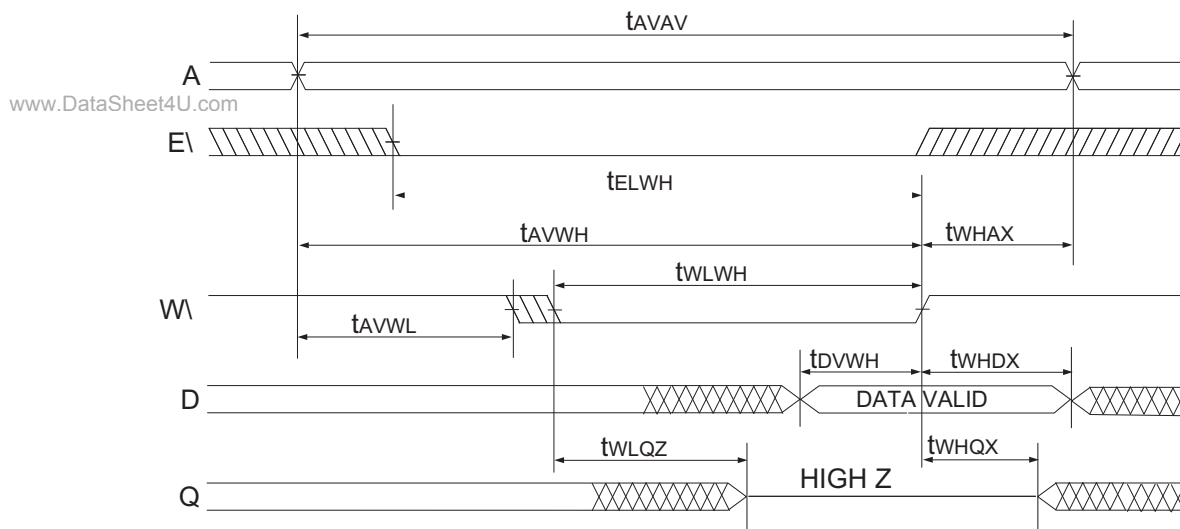 tAVAV
A
www.DataSheet4U.com
E\
tELWH
tAVWH
tWHAX
tWLWH
W\
tAVWL
tDVWH
tWHDX
D
DATA VALID
tWLQZ
tWHQX
HIGH Z
Q